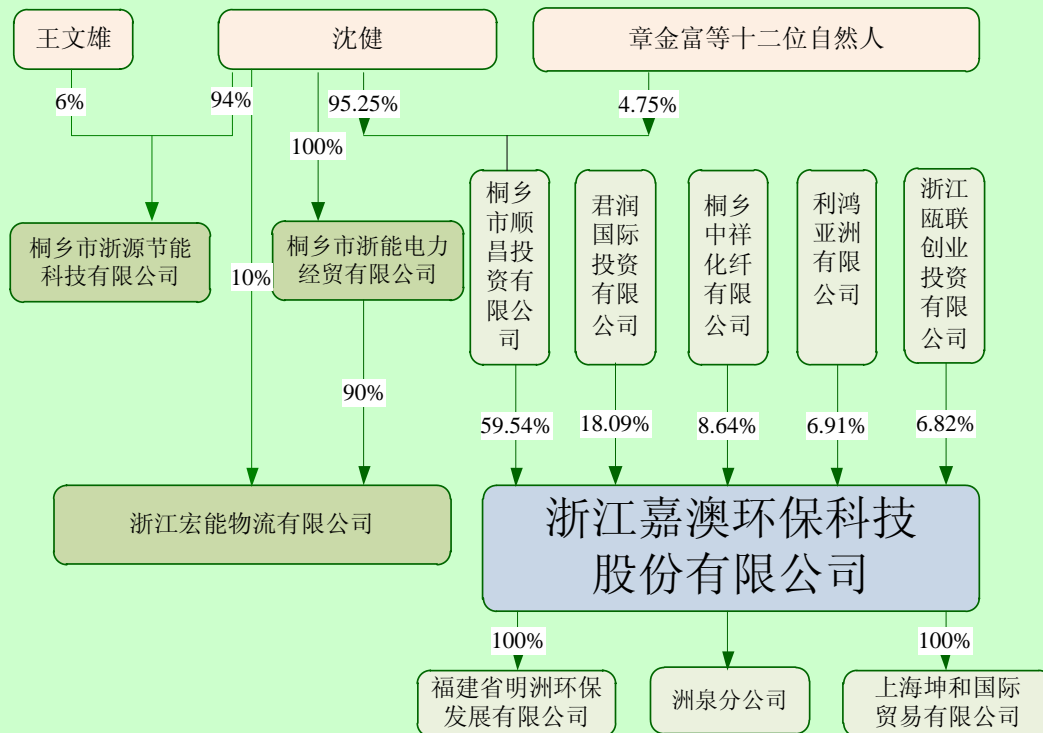 王文雄
沈健
章金富等十二位自然人
6%
94%
95.25%
4.75%
100%
桐乡
市顺
昌投
资有
限公
司
君润
国际
投资
有限
公司
桐乡
中祥
化纤
有限
公司
利鸿
亚洲
有限
公司
浙江
瓯联
创业
投资
有限
公司
桐乡市浙源节能
科技有限公司
桐乡市浙能电力
经贸有限公司
10%
90%
59.54%
18.09%
8.64%
6.91%
6.82%
浙江宏能物流有限公司
浙江嘉澳环保科技
股份有限公司
100%
100%
福建省明洲环保
发展有限公司
洲泉分公司
上海坤和国际
贸易有限公司